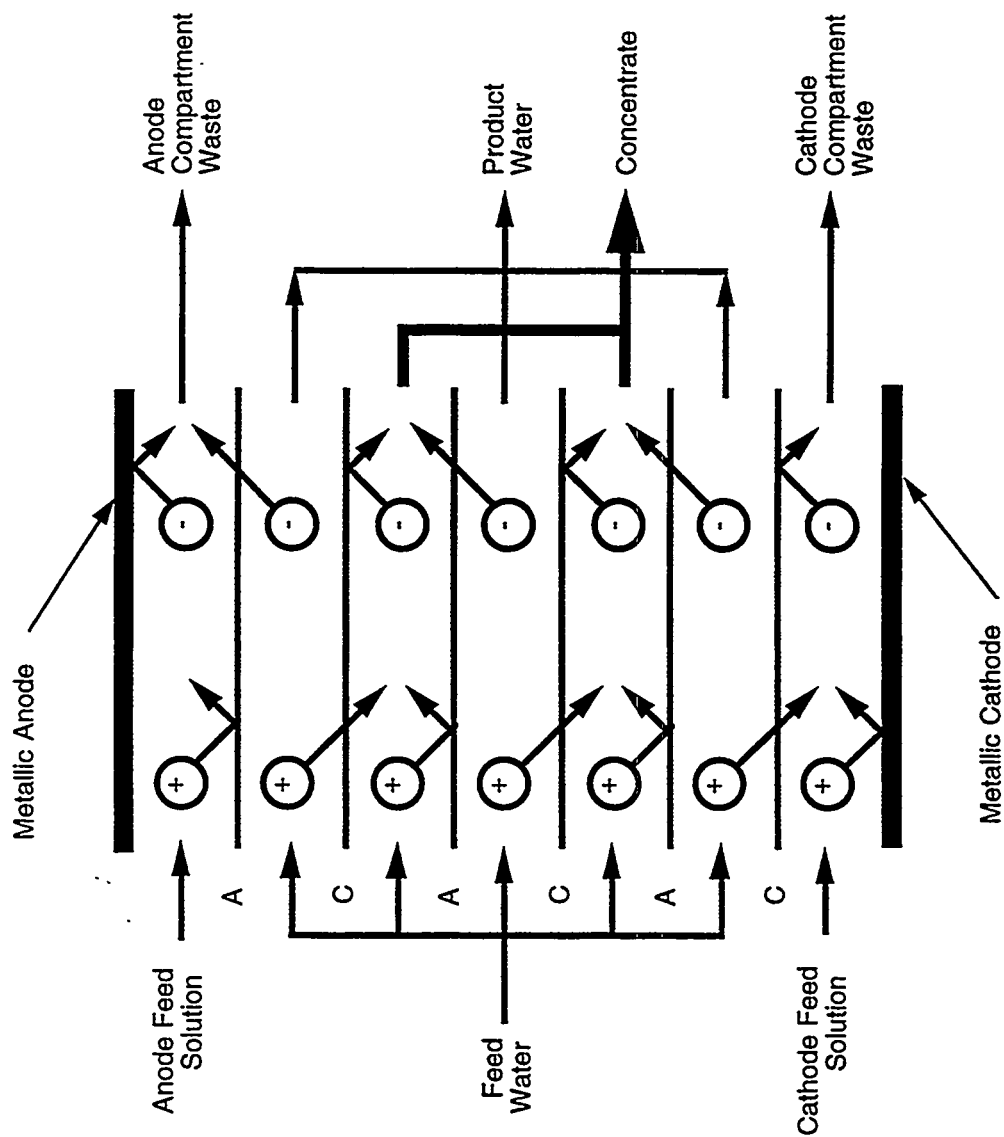 Metallic Anode
Anode Feed
Solution
Feed
Water
Cathode Feed
Solution
A
C
A
C
A
C
+
+
+
+
+
+
+
-
-
-
-
-
-
-
Anode
Compartment
Waste
Product
Water
Concentrate
Cathode
Compartment
Waste
Metallic Cathode